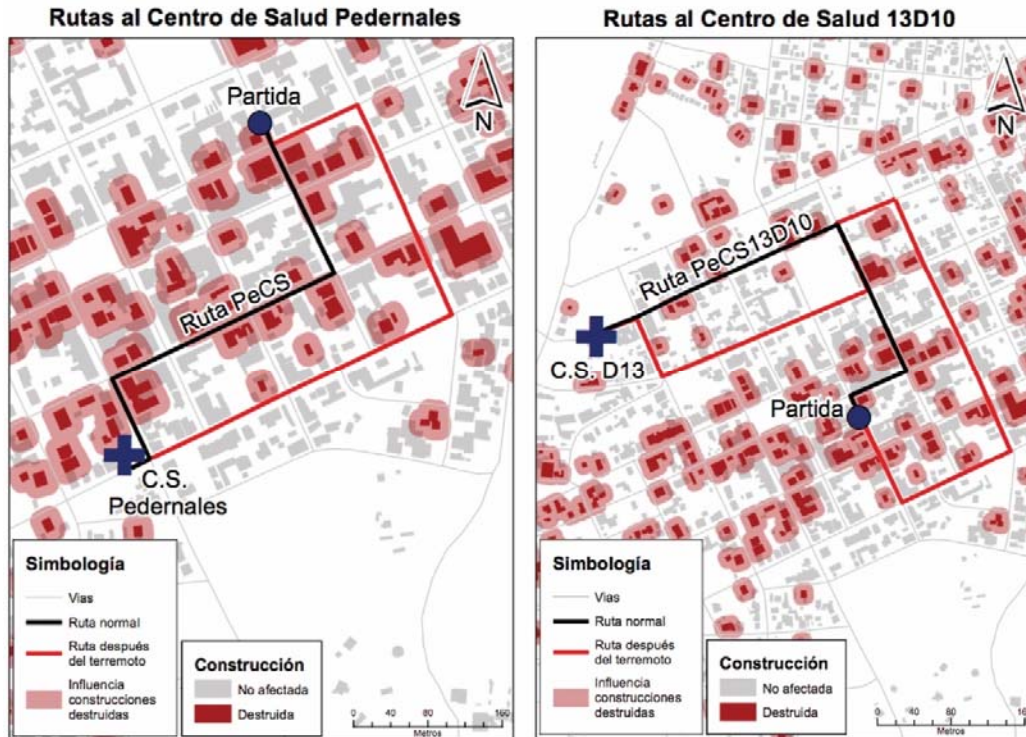 Rutas al Centro de Salud Pedernales
Partida
N
Ruta PeCS
C.S.
Pedernales
Simbología
Vias
Ruta normal
Ruta después
del terremoto
Influencia
construcciones
destruidas
Construcción
No afectada
Destruida
0 40 80 160
Metros
Rutas al Centro de Salud 13D10
N
Ruta PeCS13D10
C.S. D13
Partida
Simbología
Vias
Ruta normal
Ruta después
del terremoto
Influencia
construcciones
destruidas
Construcción
No afectada
Destruída
0 40 80 160
Metros